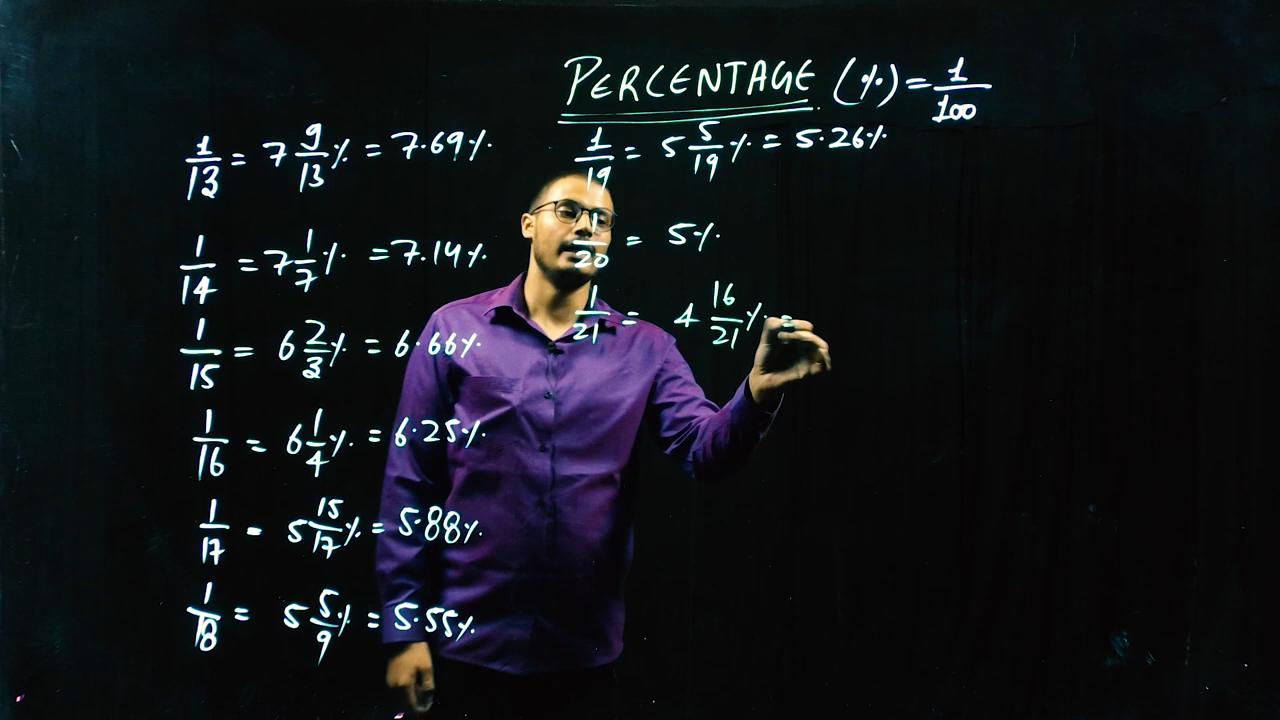 PERCENTAGE (%) = 1/100
1/13 = 7 9/13 % = 7.69%
1/14 = 7 1/7 % = 7.14%
1/15 = 6 2/3 % = 6.66%
1/16 = 6 1/4 % = 6.25%
1/17 = 5 15/17 % = 5.88%
1/18 = 5 5/9 % = 5.55%
1/19 = 5 5/19 % = 5.26%
1/20 = 5%
1/21 = 4 16/21 % =